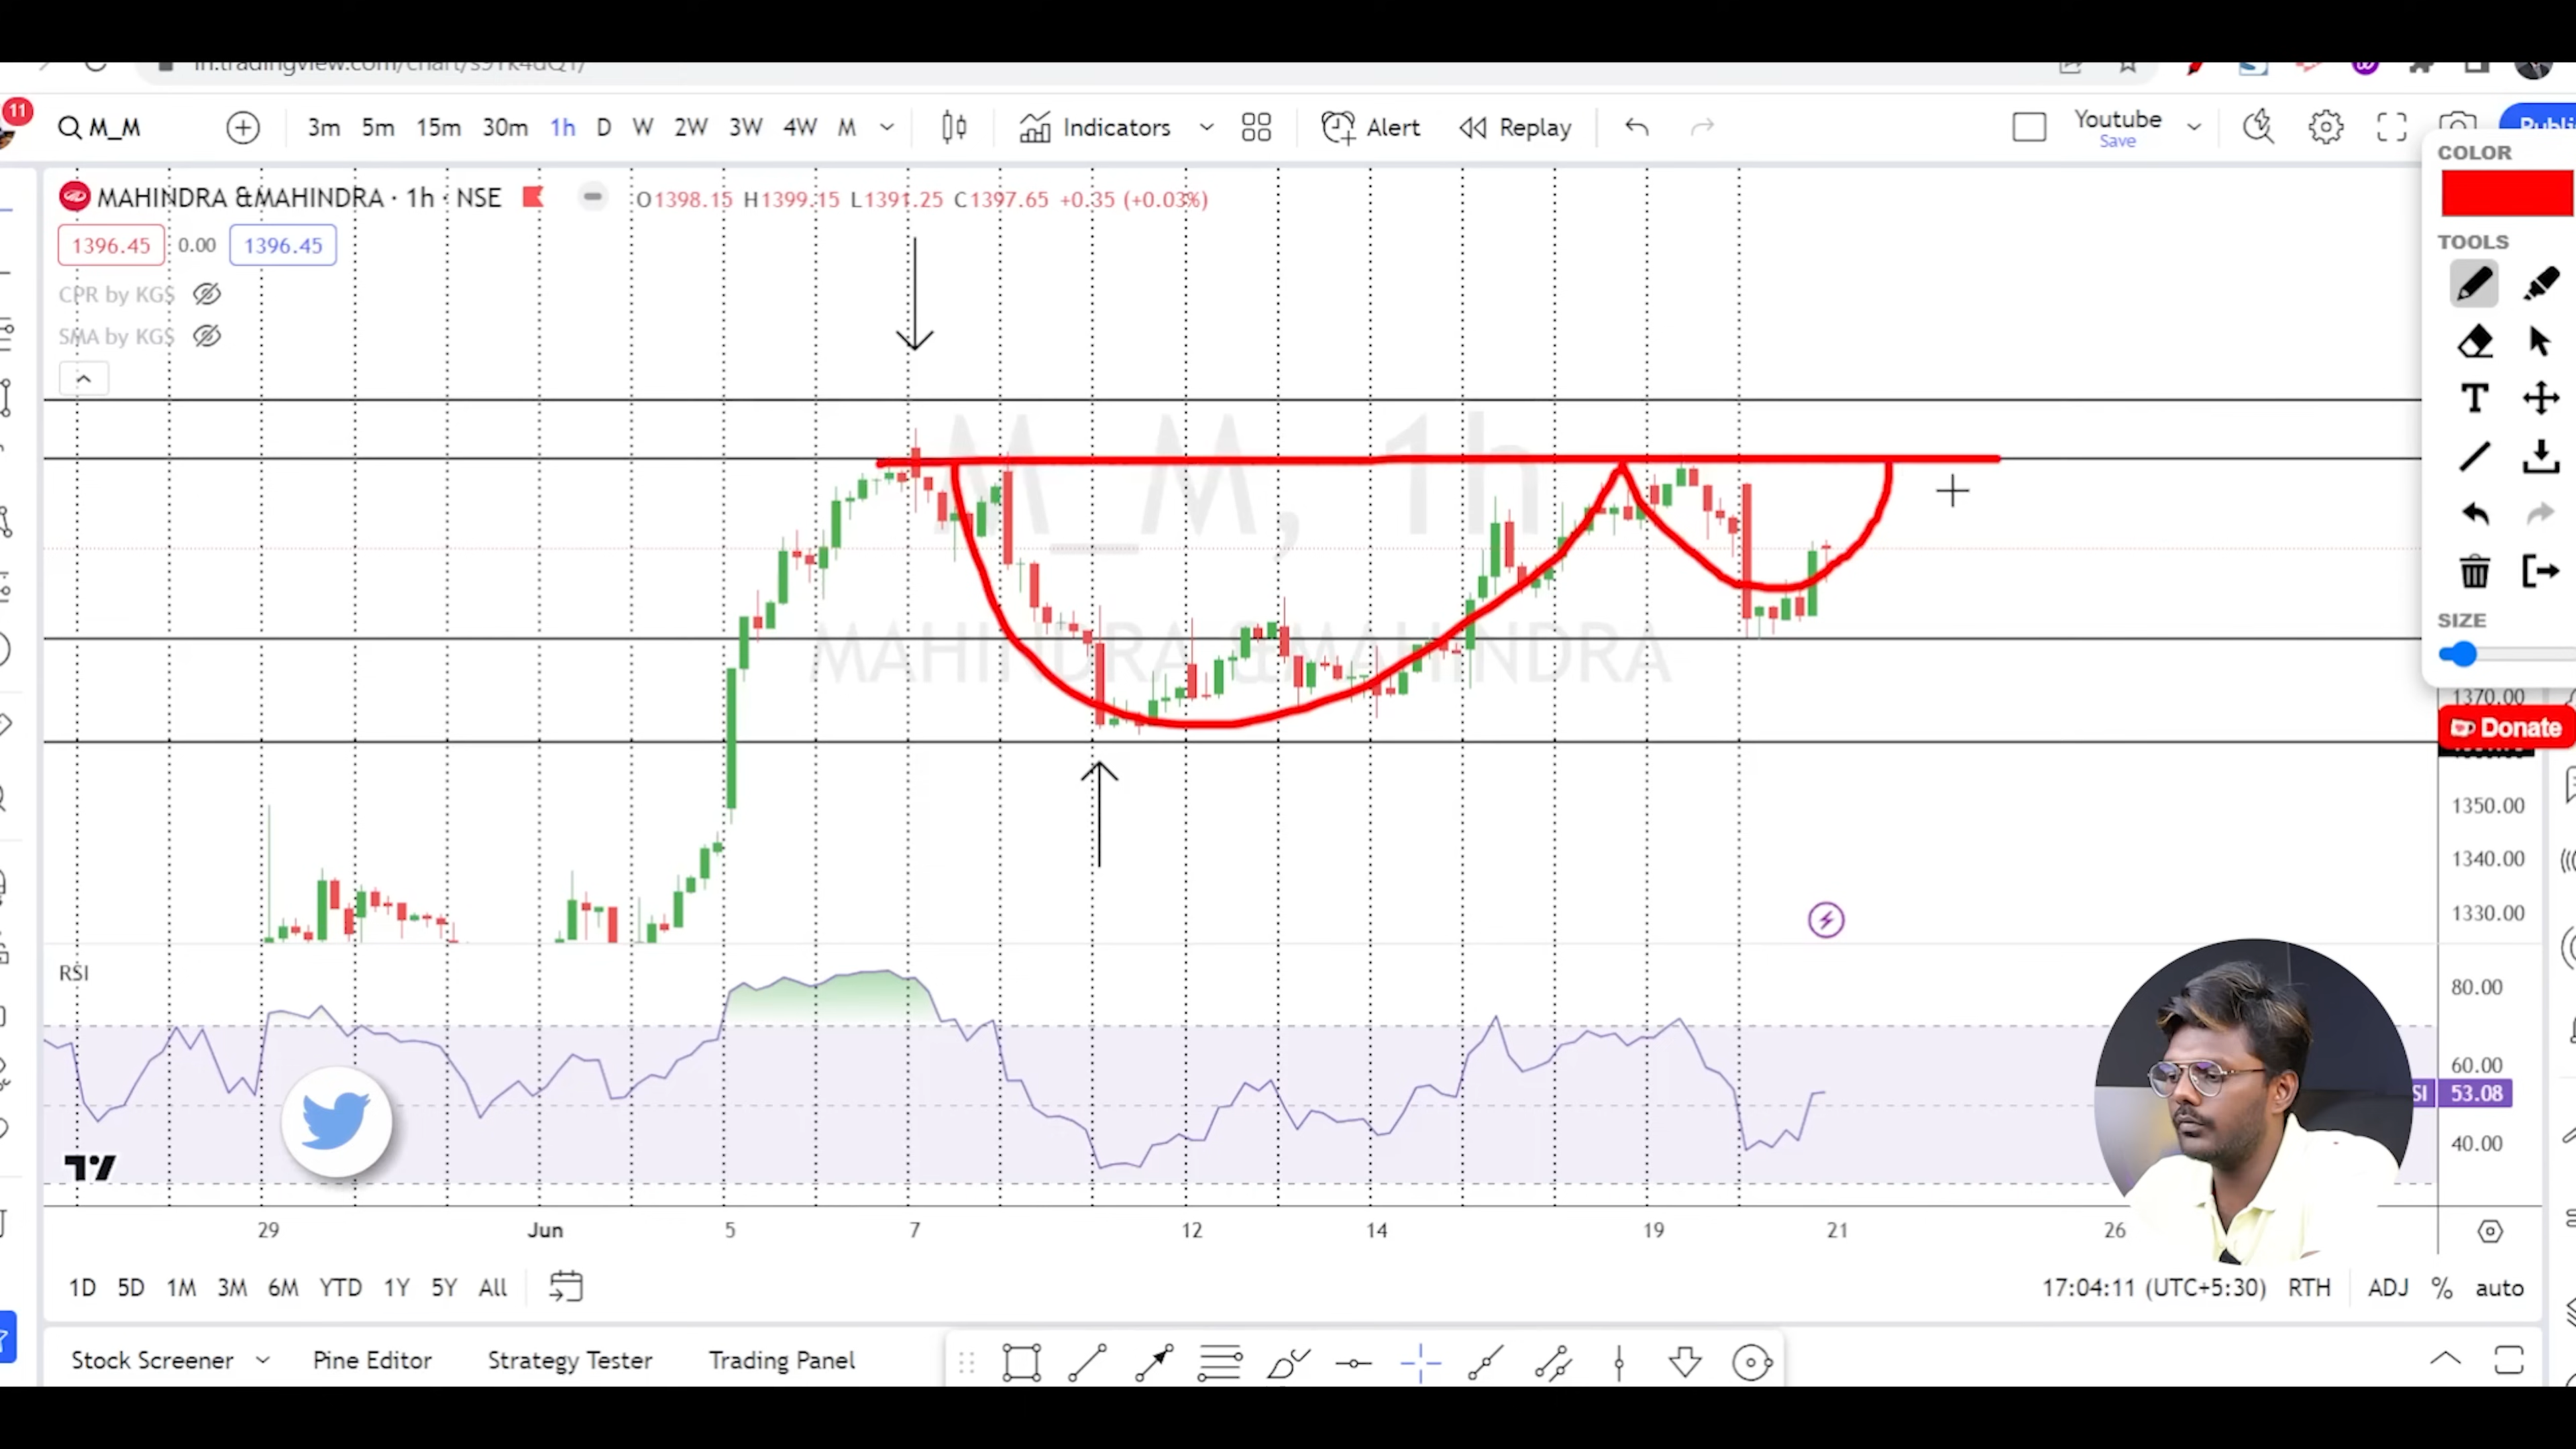 11
M_M
3m 5m 15m 30m 1h D W 2W 3W 4W M
Indicators
Alert
Replay
Youtube
Save
COLOR
MAHINDRA &MAHINDRA · 1h · NSE
O1398.15 H1399.15 L1391.25 C1397.65 +0.35 (+0.03%)
TOOLS
1396.45 0.00 1396.45
CPR by KGS
SMA by KGS
M_M, 1h
MAHINDRA &MAHINDRA
T
SIZE
1370.00
Donate
1350.00
1340.00
1330.00
RSI
80.00
60.00
53.08
40.00
29 Jun 5 7 12 14 19 21 26
1D 5D 1M 3M 6M YTD 1Y 5Y All
17:04:11 (UTC+5:30) RTH ADJ % auto
Stock Screener
Pine Editor
Strategy Tester
Trading Panel